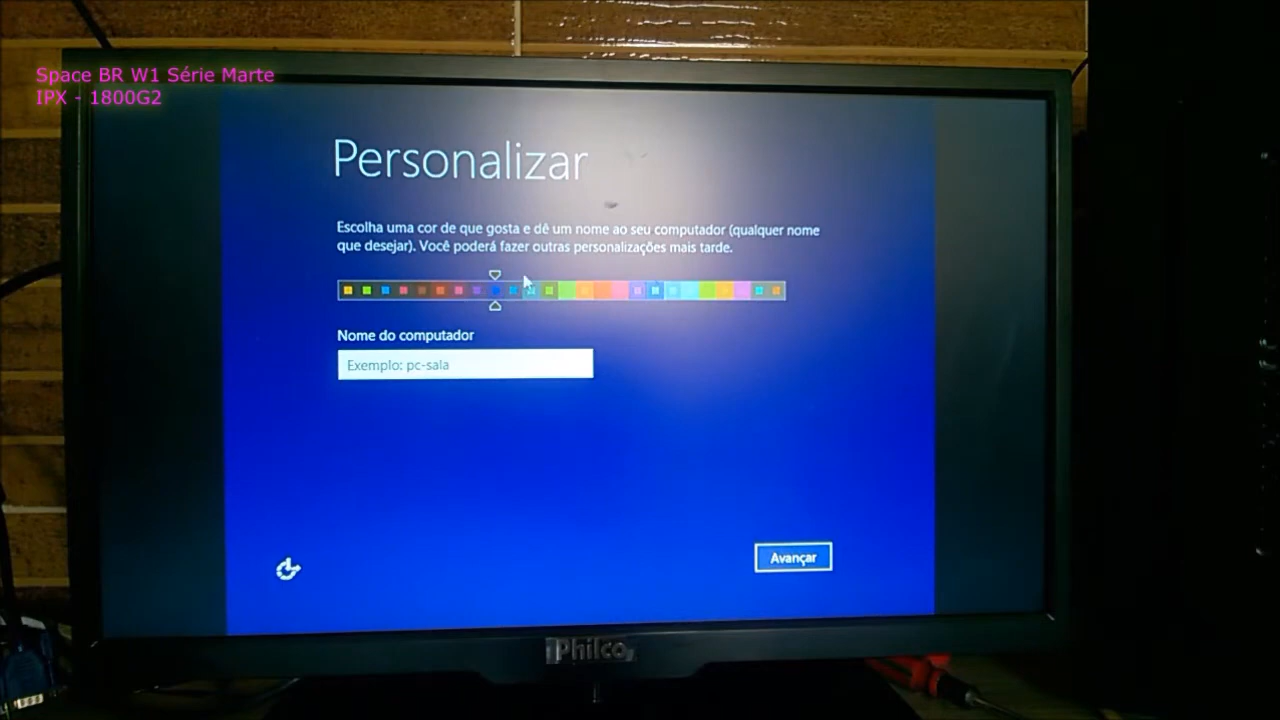 Space BR W1 Série Marte
IPX - 1800G2
Personalizar
Escolha uma cor de que gosta e dê um nome ao seu computador (qualquer nome
que desejar). Você poderá fazer outras personalizações mais tarde.
Nome do computador
Exemplo: pc-sala
Avançar
Philco